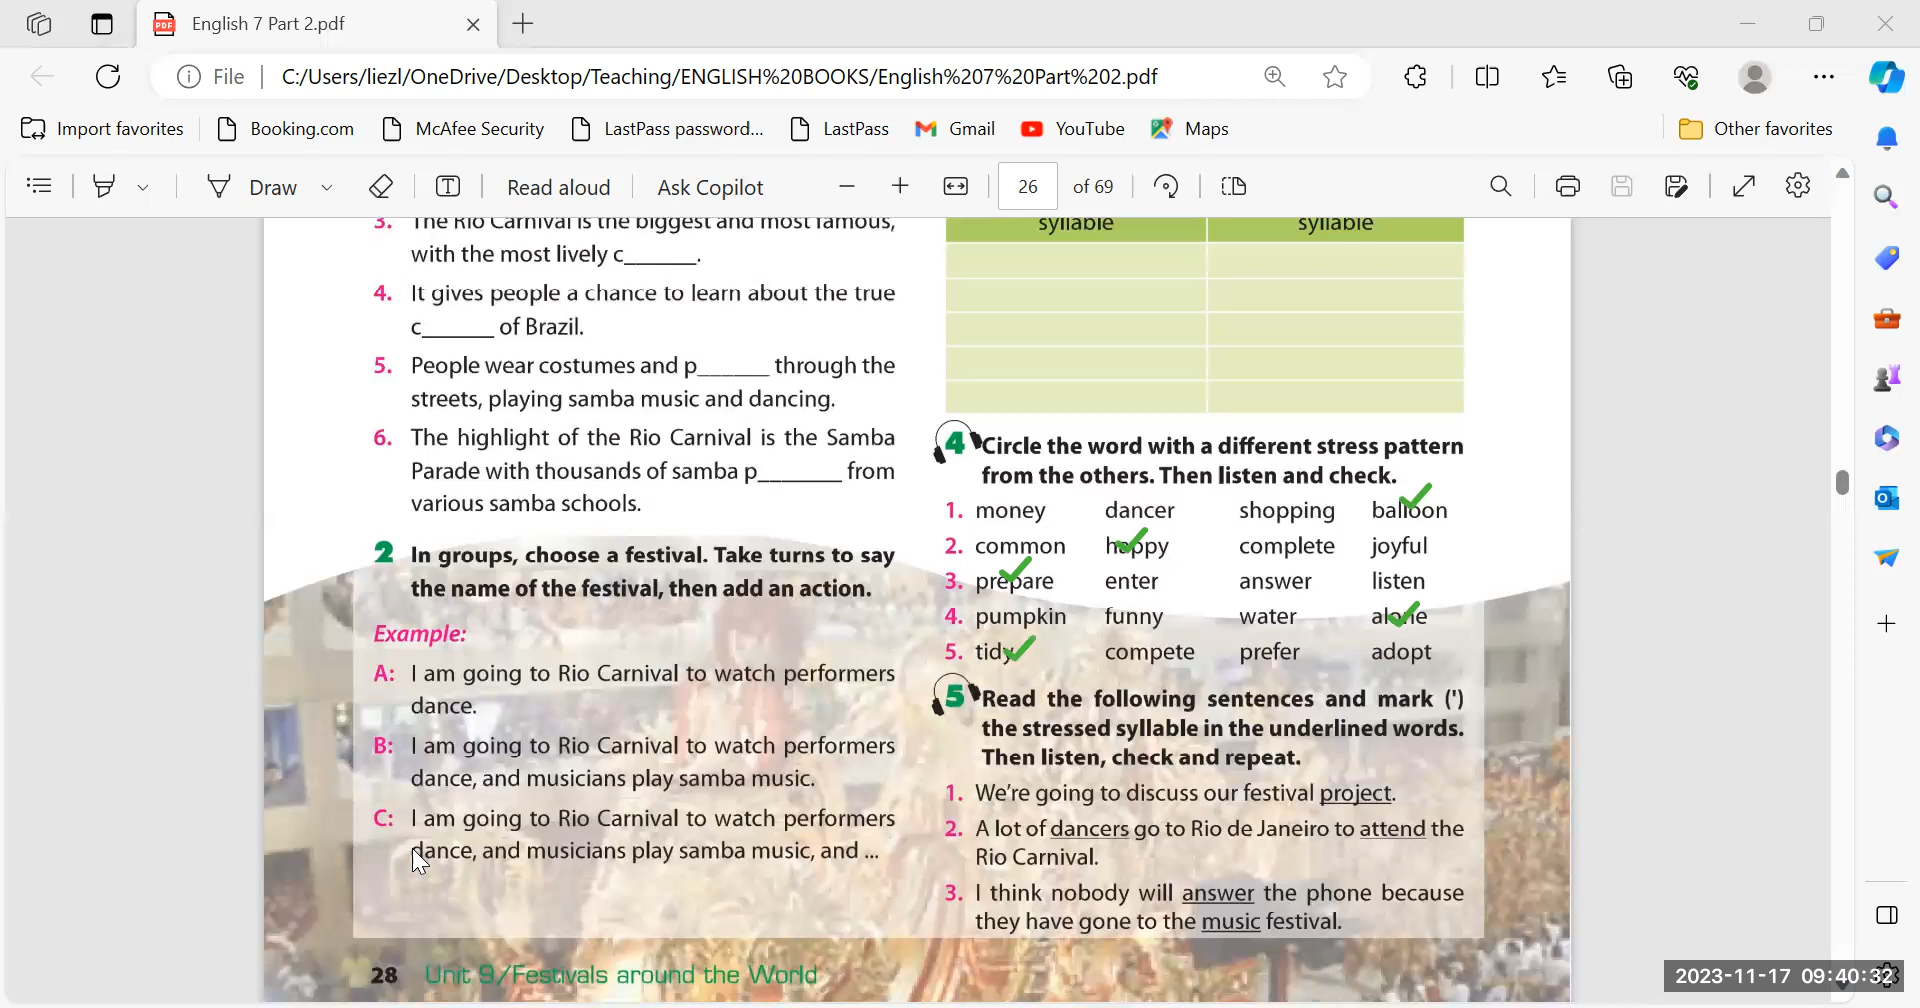 English 7 Part 2.pdf
File
C:/Users/liezl/OneDrive/Desktop/Teaching/ENGLISH%20BOOKS/English%207%20Part%202.pdf
Import favorites
Booking.com
McAfee Security
LastPass password...
LastPass
Gmail
YouTube
Maps
Other favorites
Draw
Read aloud
Ask Copilot
26 of 69
3. The Rio Carnival is the biggest and most famous,
with the most lively c______.
4. It gives people a chance to learn about the true
c______ of Brazil.
5. People wear costumes and p______ through the
streets, playing samba music and dancing.
6. The highlight of the Rio Carnival is the Samba
Parade with thousands of samba p_______ from
various samba schools.
2 In groups, choose a festival. Take turns to say
the name of the festival, then add an action.
Example:
A: I am going to Rio Carnival to watch performers
dance.
B: I am going to Rio Carnival to watch performers
dance, and musicians play samba music.
C: I am going to Rio Carnival to watch performers
dance, and musicians play samba music, and ...
28 Unit 9/Festivals around the World
syllable syllable
4 Circle the word with a different stress pattern
from the others. Then listen and check.
1. money dancer shopping balloon
2. common happy complete joyful
3. prepare enter answer listen
4. pumpkin funny water alone
5. tidy compete prefer adopt
5 Read the following sentences and mark (')
the stressed syllable in the underlined words.
Then listen, check and repeat.
1. We're going to discuss our festival project.
2. A lot of dancers go to Rio de Janeiro to attend the
Rio Carnival.
3. I think nobody will answer the phone because
they have gone to the music festival.
2023-11-17 09:40:32